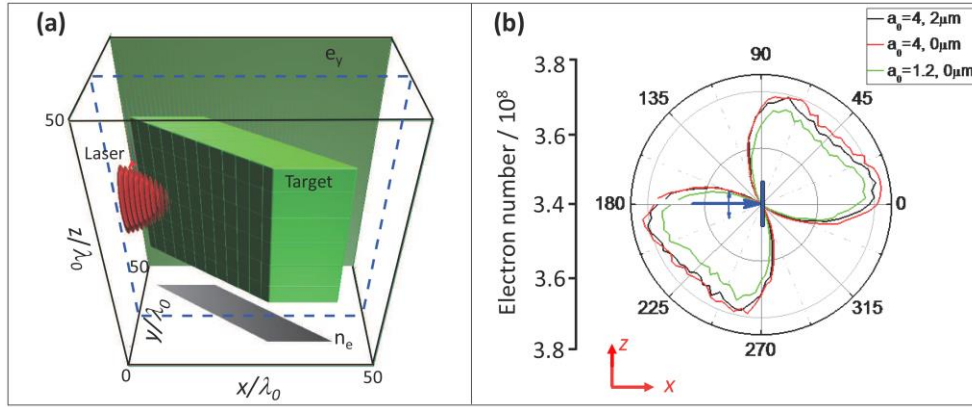 (a)
e_y
50
Laser
Target
z/λ₀
50
y/λ₀
n_e
0
50
x/λ₀
(b)
a₀=4, 2μm
a₀=4, 0μm
a₀=1.2, 0μm
Electron number / 10⁸
3.8
3.6
3.4
3.6
3.8
90
135
45
180
0
225
315
270
z
x